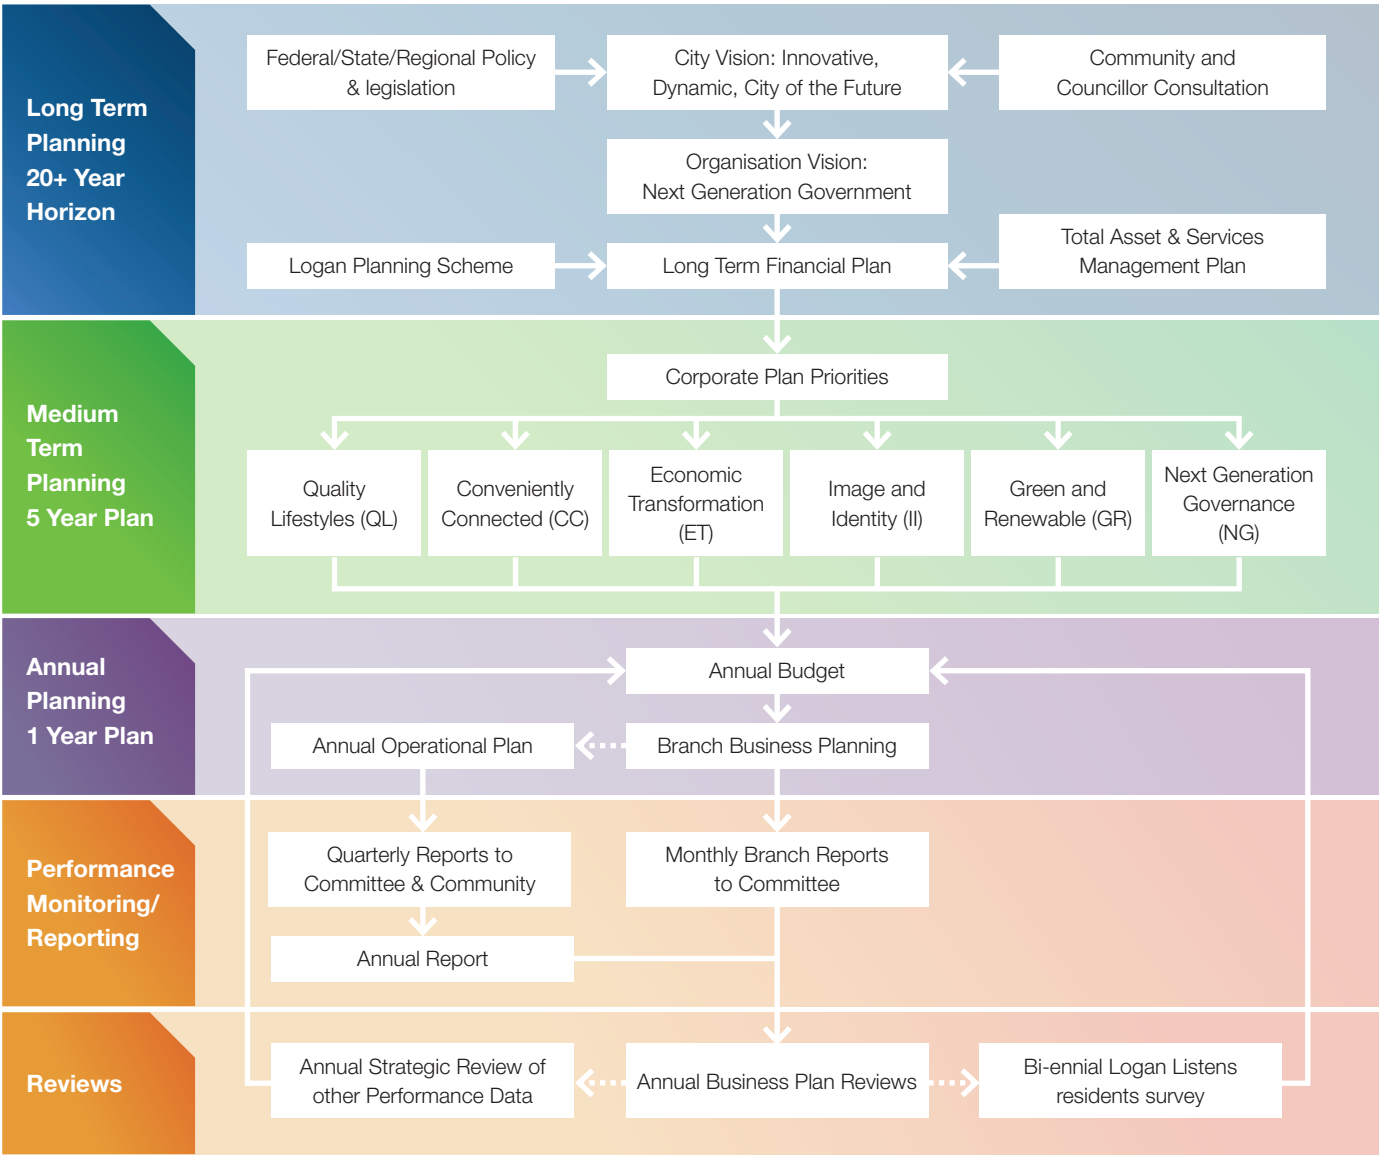 Long Term
Planning
20+ Year
Horizon
Federal/State/Regional Policy
& legislation
City Vision: Innovative,
Dynamic, City of the Future
Community and
Councillor Consultation
Organisation Vision:
Next Generation Government
Logan Planning Scheme
Long Term Financial Plan
Total Asset & Services
Management Plan
Medium
Term
Planning
5 Year Plan
Corporate Plan Priorities
Quality
Lifestyles (QL)
Conveniently
Connected (CC)
Economic
Transformation
(ET)
Image and
Identity (II)
Green and
Renewable (GR)
Next Generation
Governance
(NG)
Annual
Planning
1 Year Plan
Annual Budget
Annual Operational Plan
Branch Business Planning
Performance
Monitoring/
Reporting
Quarterly Reports to
Committee & Community
Monthly Branch Reports
to Committee
Annual Report
Reviews
Annual Strategic Review of
other Performance Data
Annual Business Plan Reviews
Bi-ennial Logan Listens
residents survey